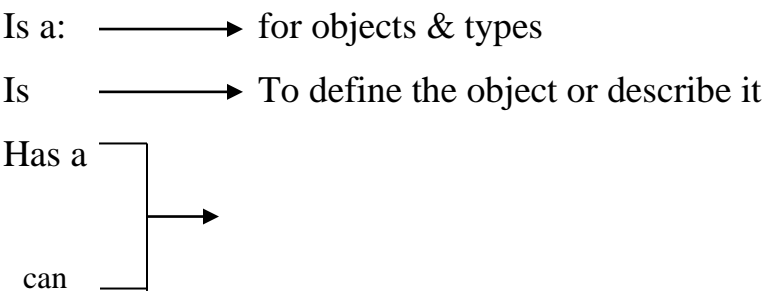 Is a: for objects & types
Is To define the object or describe it
Has a
can